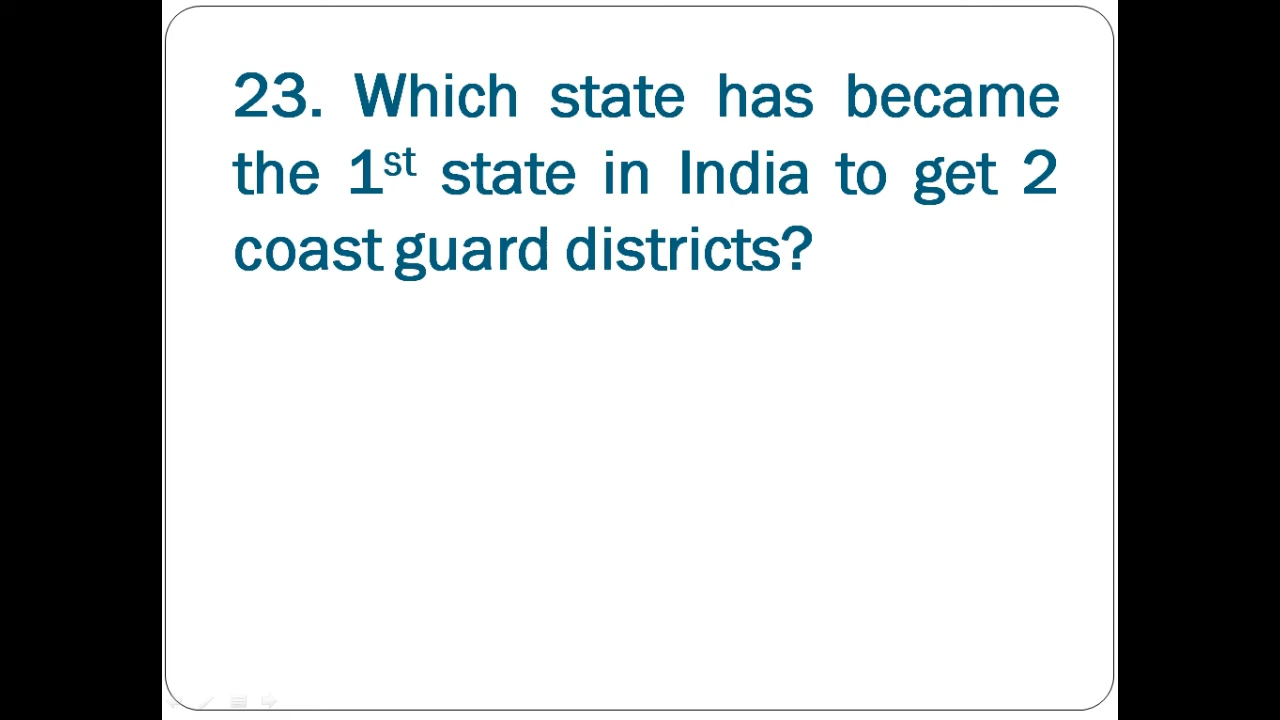 23. Which state has became
the 1st state in India to get 2
coast guard districts?